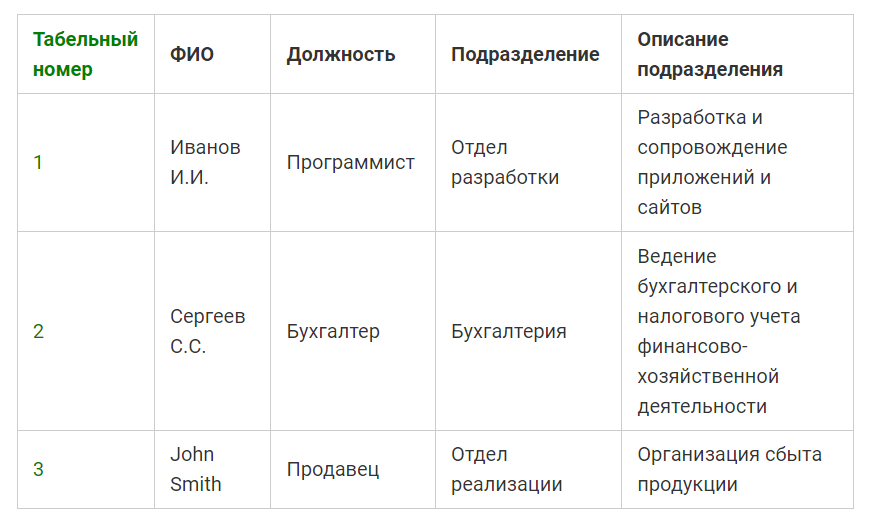 Табельный номер
ФИО
Должность
Подразделение
Описание подразделения
1
Иванов И.И.
Программист
Отдел разработки
Разработка и сопровождение приложений и сайтов
2
Сергеев С.С.
Бухгалтер
Бухгалтерия
Ведение бухгалтерского и налогового учета финансово-хозяйственной деятельности
3
John Smith
Продавец
Отдел реализации
Организация сбыта продукции